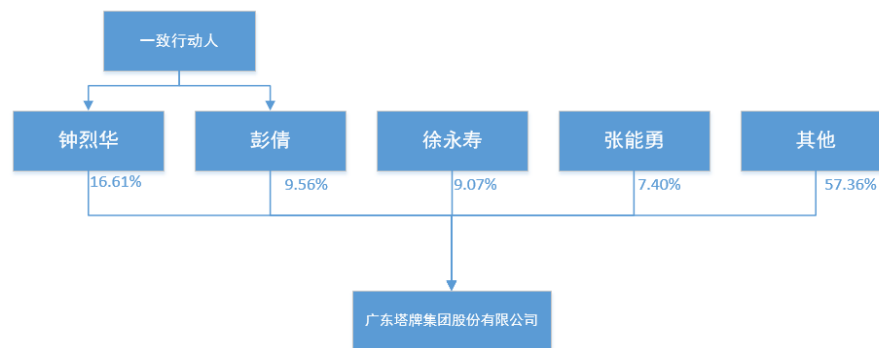 一致行动人
钟烈华
彭倩
徐永寿
张能勇
其他
16.61%
9.56%
9.07%
7.40%
57.36%
广东塔牌集团股份有限公司